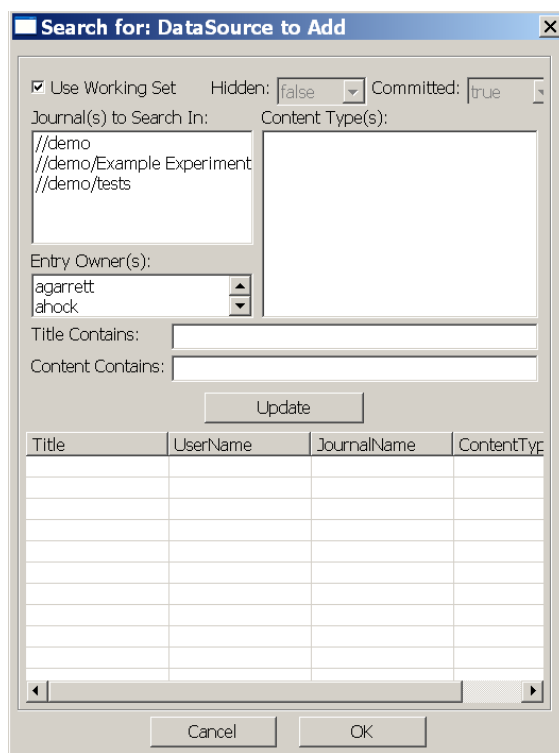 Search for: DataSource to Add
Use Working Set Hidden: false Committed: true
Journal(s) to Search In: Content Type(s):
//demo
//demo/Example Experiment
//demo/tests
Entry Owner(s):
agarrett
ahock
Title Contains:
Content Contains:
Update
Title UserName JournalName ContentTyp
Cancel OK